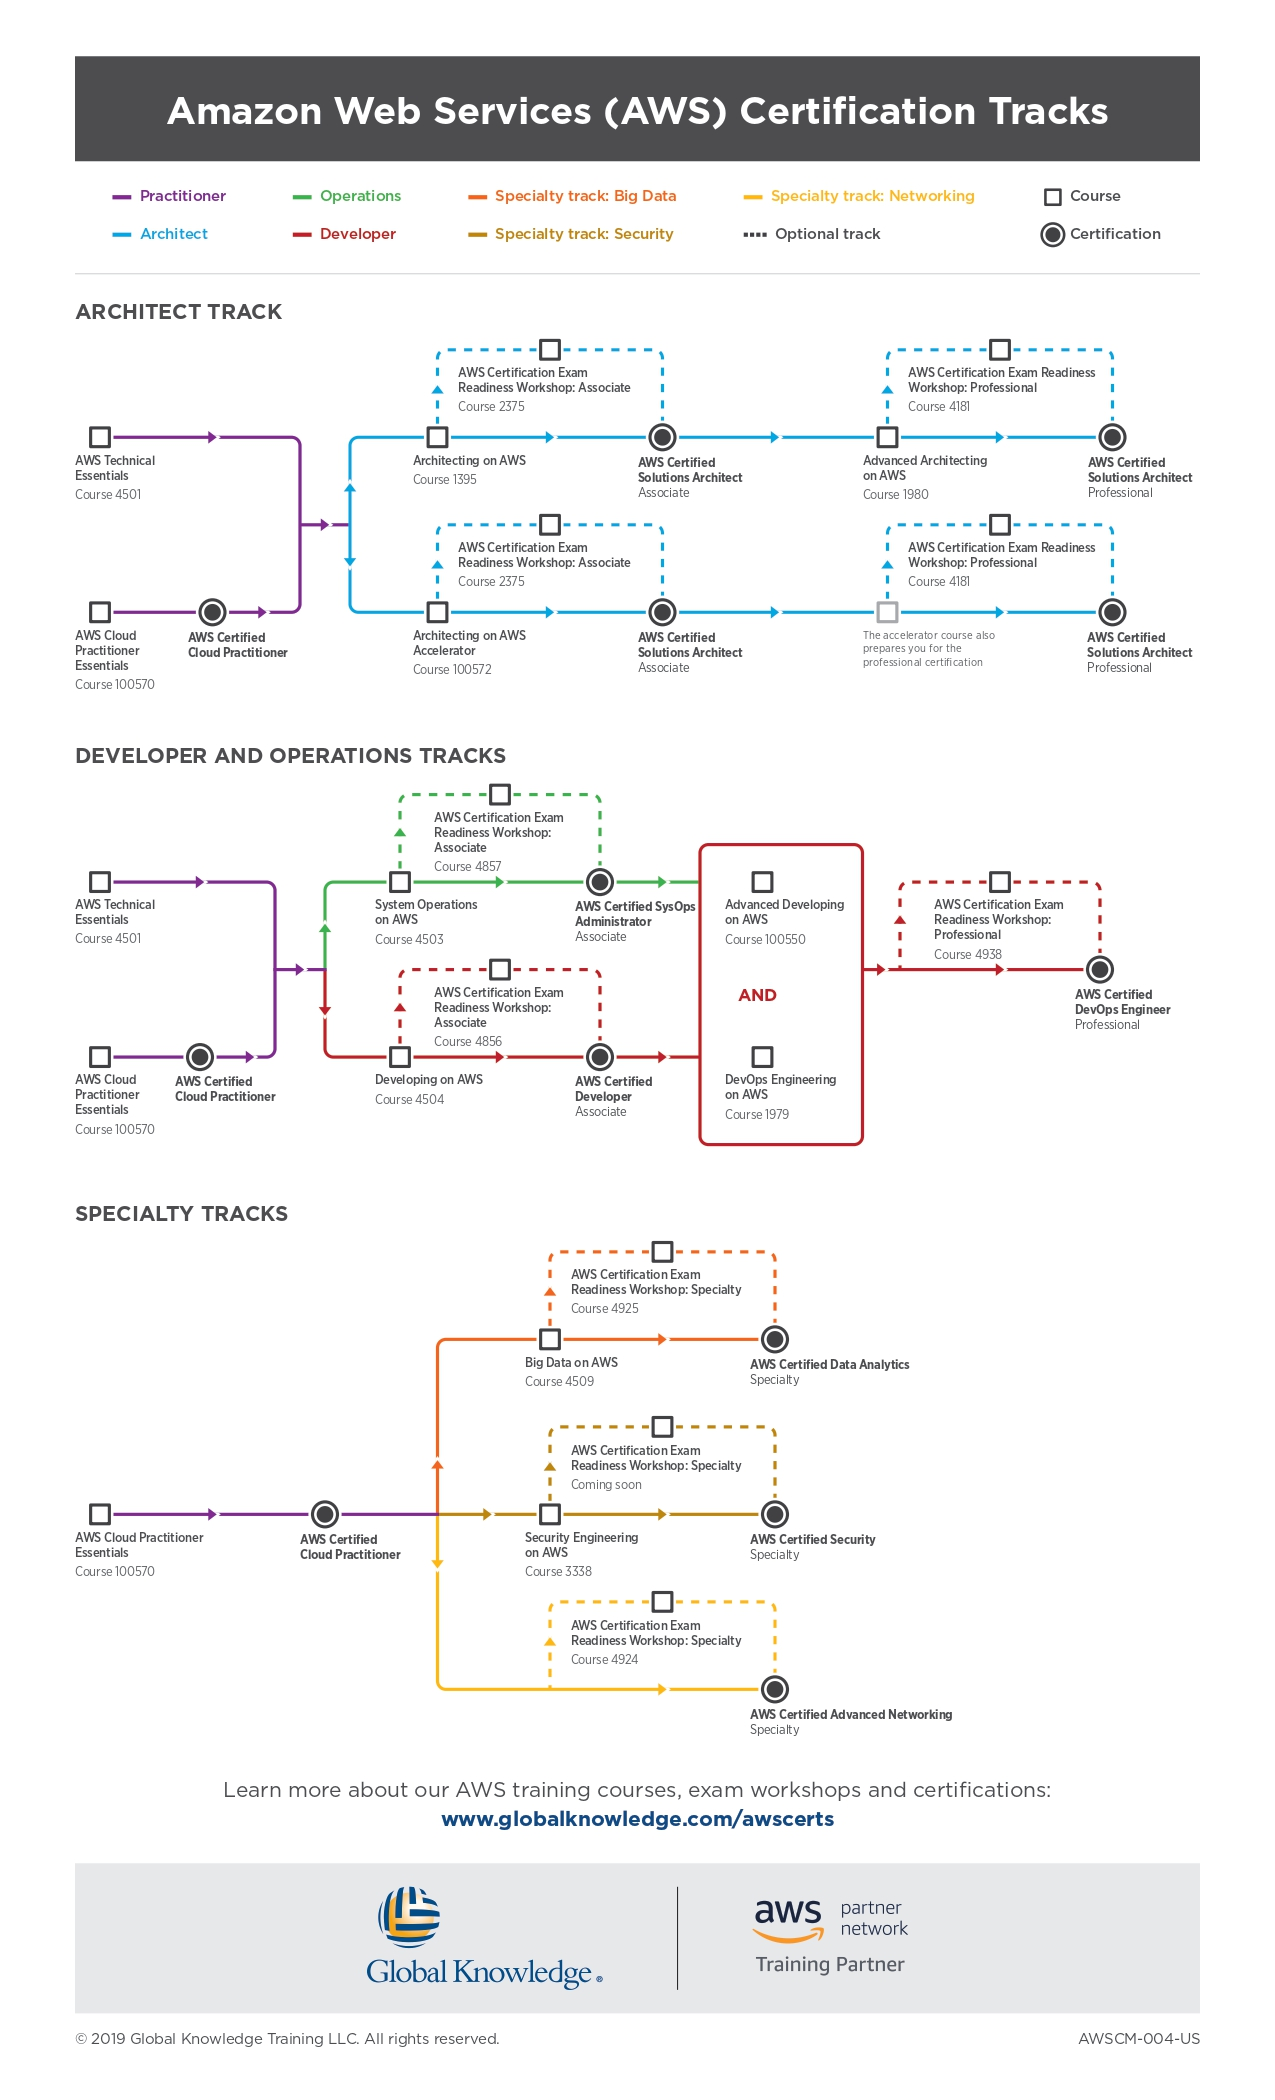 Amazon Web Services (AWS) Certification Tracks
Practitioner
Operations
Specialty track: Big Data
Specialty track: Networking
Course
Architect
Developer
Specialty track: Security
Optional track
Certification
ARCHITECT TRACK
AWS Certification Exam
Readiness Workshop: Associate
Course 2375
AWS Certification Exam Readiness
Workshop: Professional
Course 4181
AWS Technical
Essentials
Course 4501
Architecting on AWS
Course 1395
AWS Certified
Solutions Architect
Associate
Advanced Architecting
on AWS
Course 1980
AWS Certified
Solutions Architect
Professional
AWS Certification Exam
Readiness Workshop: Associate
Course 2375
AWS Certification Exam Readiness
Workshop: Professional
Course 4181
AWS Cloud
Practitioner
Essentials
Course 100570
AWS Certified
Cloud Practitioner
Architecting on AWS
Accelerator
Course 100572
AWS Certified
Solutions Architect
Associate
The accelerator course also
prepares you for the
professional certification
AWS Certified
Solutions Architect
Professional
DEVELOPER AND OPERATIONS TRACKS
AWS Certification Exam
Readiness Workshop:
Associate
Course 4857
AWS Technical
Essentials
Course 4501
System Operations
on AWS
Course 4503
AWS Certified SysOps
Administrator
Associate
Advanced Developing
on AWS
Course 100550
AWS Certification Exam
Readiness Workshop:
Professional
Course 4938
AWS Certification Exam
Readiness Workshop:
Associate
Course 4856
AND
AWS Certified
DevOps Engineer
Professional
AWS Cloud
Practitioner
Essentials
Course 100570
AWS Certified
Cloud Practitioner
Developing on AWS
Course 4504
AWS Certified
Developer
Associate
DevOps Engineering
on AWS
Course 1979
SPECIALTY TRACKS
AWS Certification Exam
Readiness Workshop: Specialty
Course 4925
Big Data on AWS
Course 4509
AWS Certified Data Analytics
Specialty
AWS Certification Exam
Readiness Workshop: Specialty
Coming soon
AWS Cloud Practitioner
Essentials
Course 100570
AWS Certified
Cloud Practitioner
Security Engineering
on AWS
Course 3338
AWS Certified Security
Specialty
AWS Certification Exam
Readiness Workshop: Specialty
Course 4924
AWS Certified Advanced Networking
Specialty
Learn more about our AWS training courses, exam workshops and certifications:
www.globalknowledge.com/awscerts
Global Knowledge®
aws partner
network
Training Partner
© 2019 Global Knowledge Training LLC. All rights reserved.
AWSCM-004-US